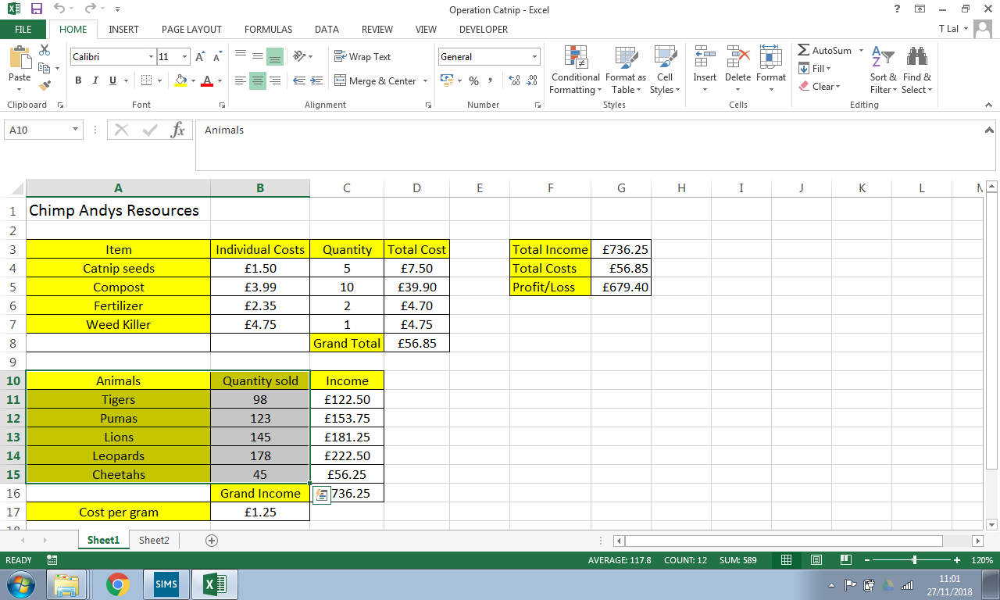 Operation Catnip - Excel
?
FILE HOME INSERT PAGE LAYOUT FORMULAS DATA REVIEW VIEW DEVELOPER T Lal
Paste Calibri 11 A A Wrap Text General AutoSum
B I U A Merge & Center % , Conditional Formatting Format as Table Cell Styles Insert Delete Format Fill Sort & Filter Find & Select
Clear
Clipboard Font Alignment Number Styles Cells Editing
A10 fx Animals
A B C D E F G H I J K L M
1 Chimp Andys Resources
2
3 Item Individual Costs Quantity Total Cost Total Income £736.25
4 Catnip seeds £1.50 5 £7.50 Total Costs £56.85
5 Compost £3.99 10 £39.90 Profit/Loss £679.40
6 Fertilizer £2.35 2 £4.70
7 Weed Killer £4.75 1 £4.75
8 Grand Total £56.85
9
10 Animals Quantity sold Income
11 Tigers 98 £122.50
12 Pumas 123 £153.75
13 Lions 145 £181.25
14 Leopards 178 £222.50
15 Cheetahs 45 £56.25
16 Grand Income 736.25
17 Cost per gram £1.25
18
Sheet1 Sheet2
READY AVERAGE: 117.8 COUNT: 12 SUM: 589 120%
SIMS 11:01
27/11/2018